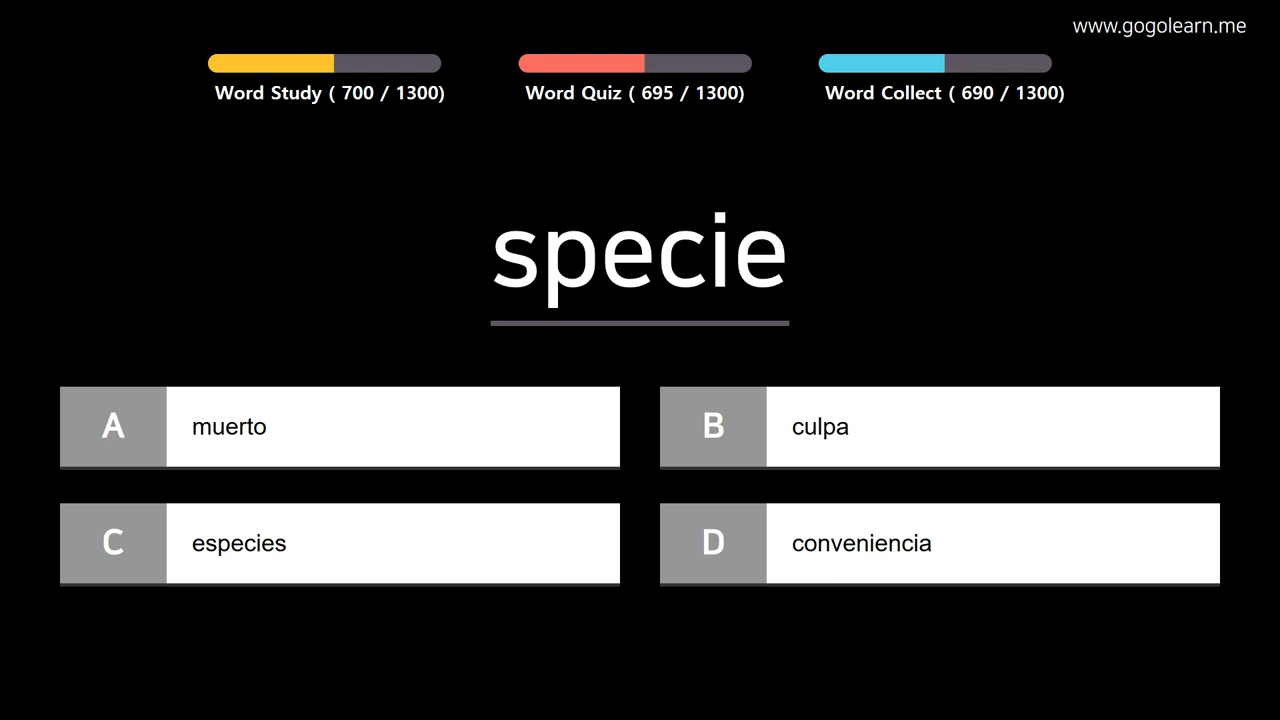 www.gogolearn.me
Word Study ( 700 / 1300)
Word Quiz ( 695 / 1300)
Word Collect ( 690 / 1300)
specie
A muerto
B culpa
C especies
D conveniencia